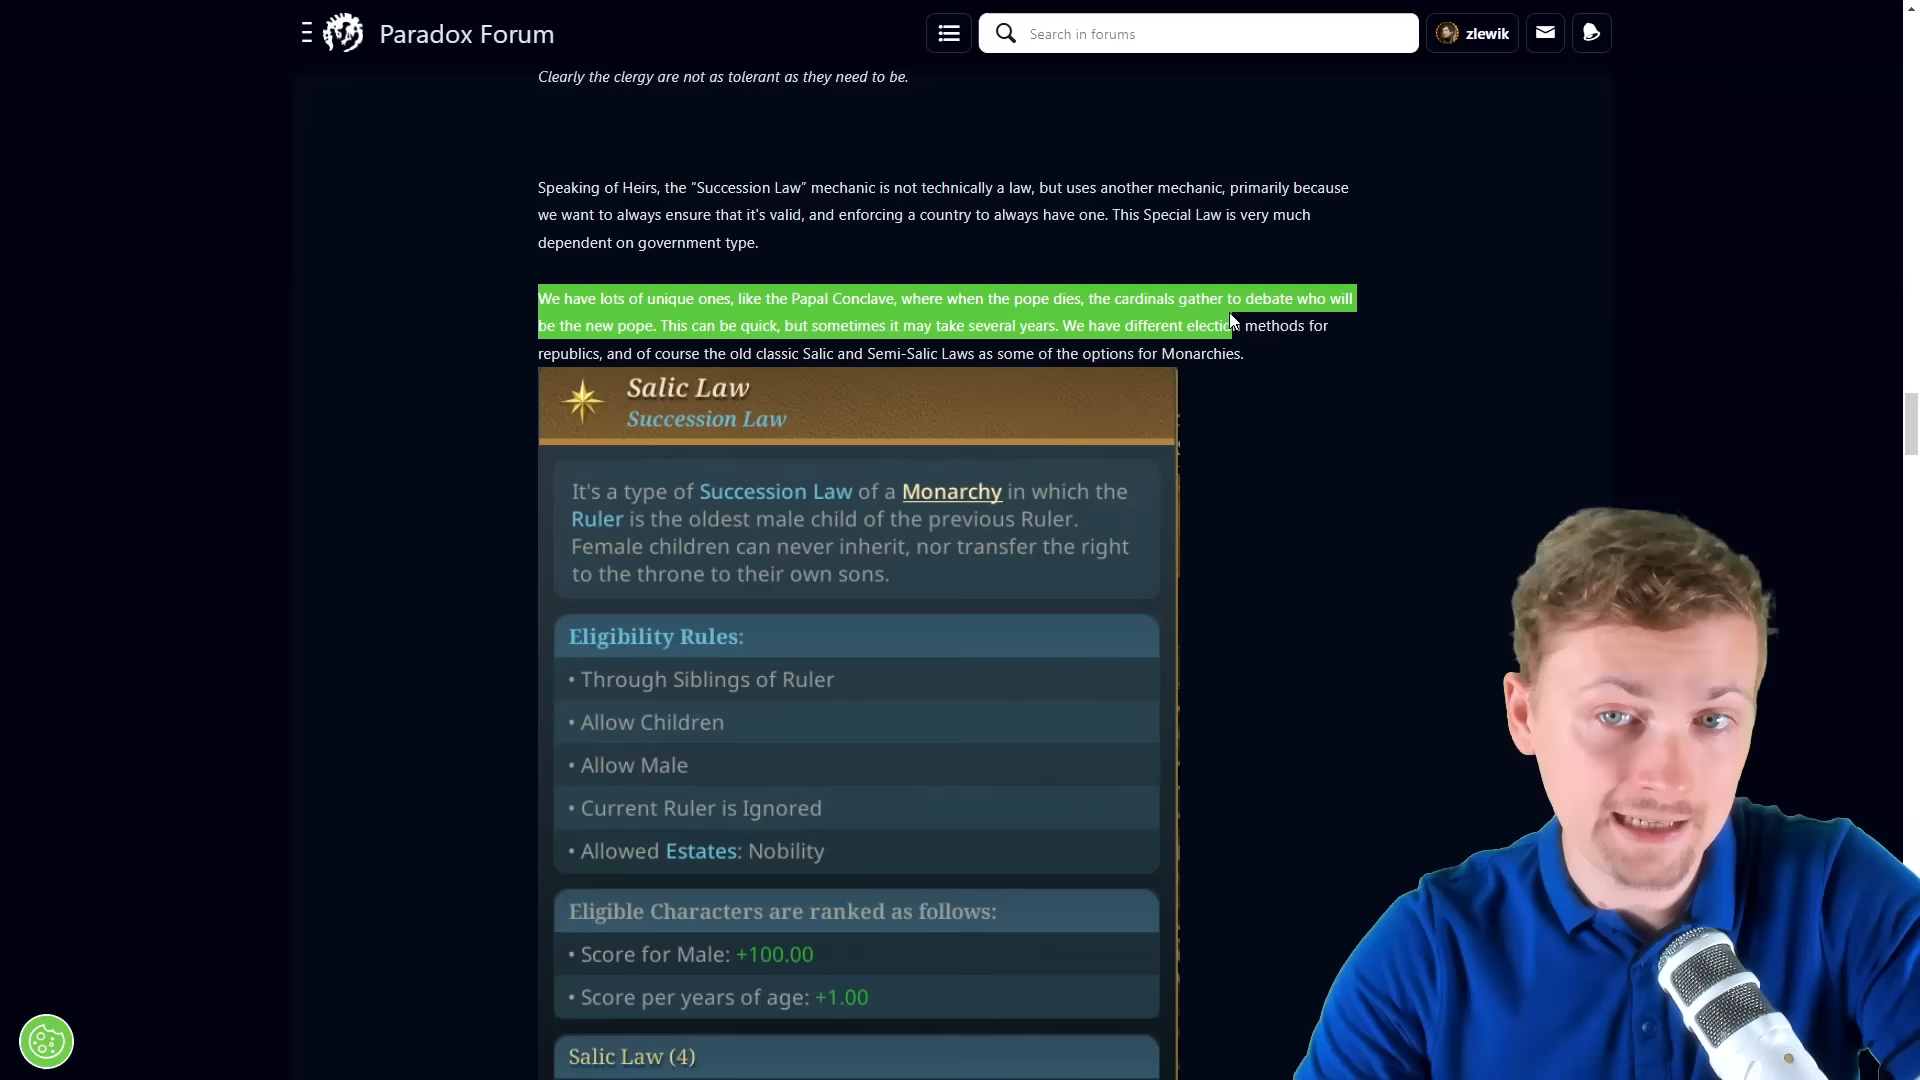 Paradox Forum
Search in forums
zlewik
Clearly the clergy are not as tolerant as they need to be.
Speaking of Heirs, the “Succession Law” mechanic is not technically a law, but uses another mechanic, primarily because
we want to always ensure that it's valid, and enforcing a country to always have one. This Special Law is very much
dependent on government type.
We have lots of unique ones, like the Papal Conclave, where when the pope dies, the cardinals gather to debate who will
be the new pope. This can be quick, but sometimes it may take several years. We have different election methods for
republics, and of course the old classic Salic and Semi-Salic Laws as some of the options for Monarchies.
Salic Law
Succession Law
It's a type of Succession Law of a Monarchy in which the
Ruler is the oldest male child of the previous Ruler.
Female children can never inherit, nor transfer the right
to the throne to their own sons.
Eligibility Rules:
• Through Siblings of Ruler
• Allow Children
• Allow Male
• Current Ruler is Ignored
• Allowed Estates: Nobility
Eligible Characters are ranked as follows:
• Score for Male: +100.00
• Score per years of age: +1.00
Salic Law (4)